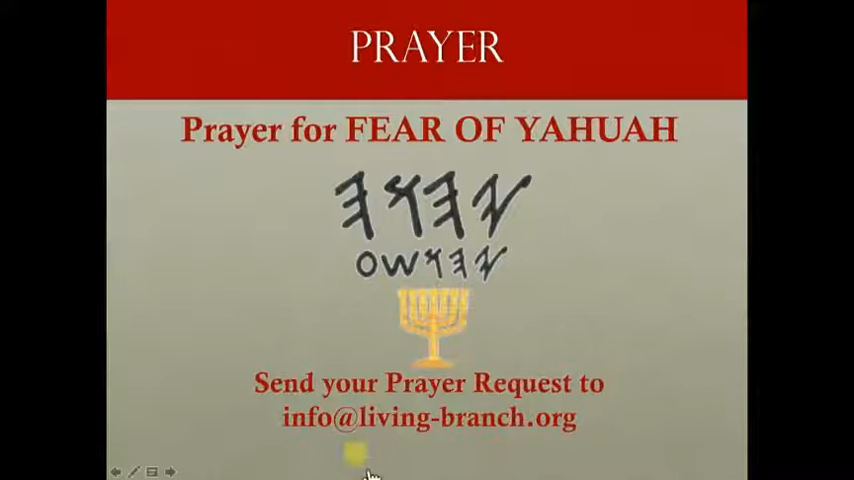 PRAYER
Prayer for FEAR OF YAHUAH
𐤉𐤄𐤅𐤄
𐤉𐤄𐤅𐤔𐤏
Send your Prayer Request to
info@living-branch.org